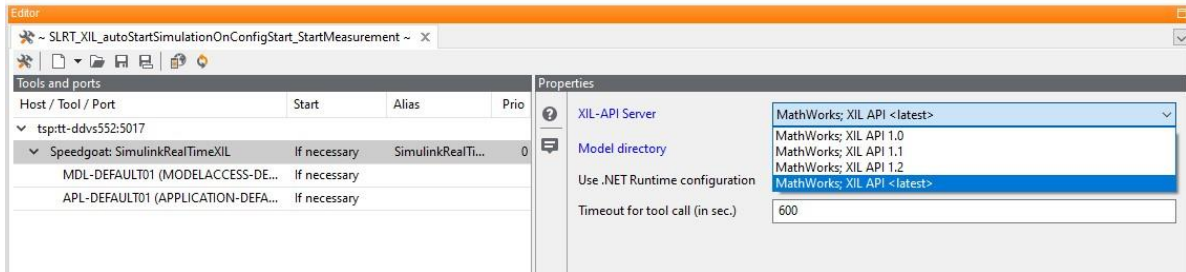 Editor
~ SLRT_XIL_autoStartSimulationOnConfigStart_StartMeasurement ~
Tools and ports
Host / Tool / Port Start Alias Prio
tsp:tt-ddvs552:5017
Speedgoat: SimulinkRealTimeXIL If necessary SimulinkRealTi... 0
MDL-DEFAULT01 (MODELACCESS-DE... If necessary
APL-DEFAULT01 (APPLICATION-DEFA... If necessary
Properties
XIL-API Server MathWorks; XIL API <latest>
MathWorks; XIL API 1.0
Model directory MathWorks; XIL API 1.1
MathWorks; XIL API 1.2
Use .NET Runtime configuration MathWorks; XIL API <latest>
Timeout for tool call (in sec.) 600